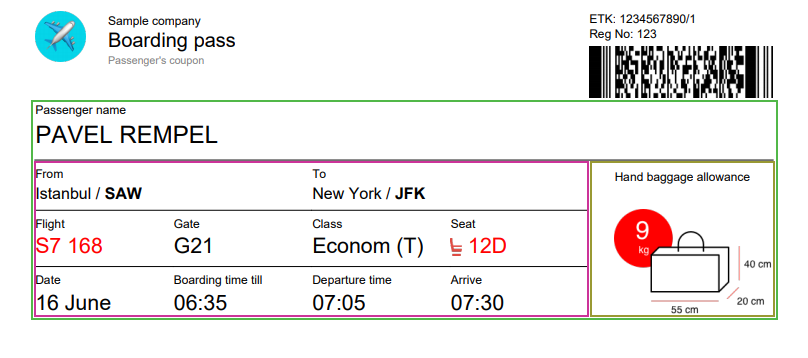 Sample company
Boarding pass
Passenger's coupon
ETK: 1234567890/1
Reg No: 123
Passenger name
PAVEL REMPEL
From To
Istanbul / SAW New York / JFK
Flight Gate Class Seat
S7 168 G21 Econom (T) 12D
Date Boarding time till Departure time Arrive
16 June 06:35 07:05 07:30
Hand baggage allowance
9
kg
40 cm
20 cm
55 cm